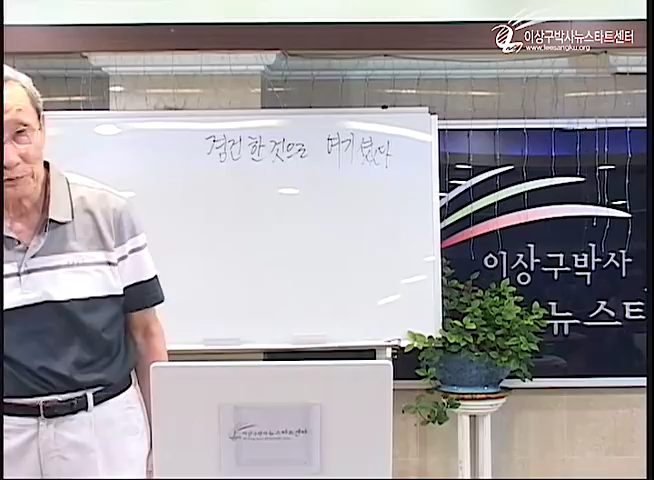 이상구박사뉴스타트센터
www.leesangku.org
경건한 것으로 여기셨다
이상구박사
뉴스타트